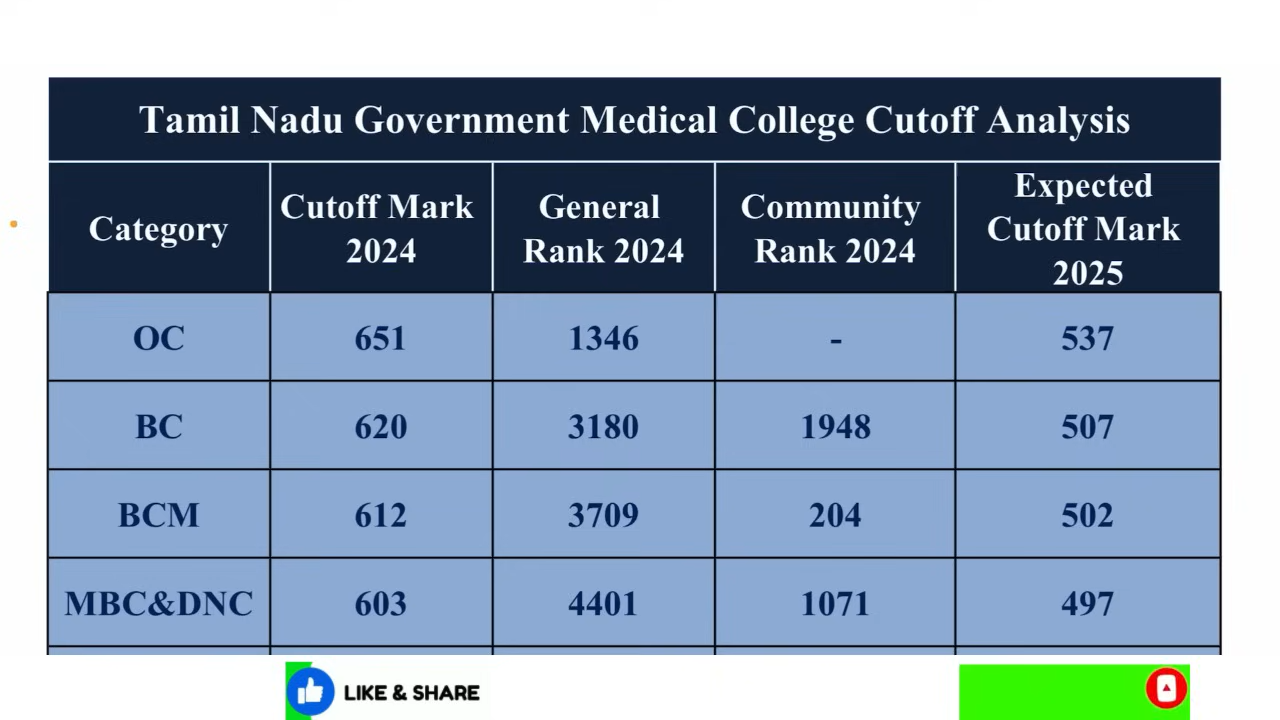 Tamil Nadu Government Medical College Cutoff Analysis
Category
Cutoff Mark
2024
General
Rank 2024
Community
Rank 2024
Expected
Cutoff Mark
2025
OC 651 1346 - 537
BC 620 3180 1948 507
BCM 612 3709 204 502
MBC&DNC 603 4401 1071 497
LIKE & SHARE